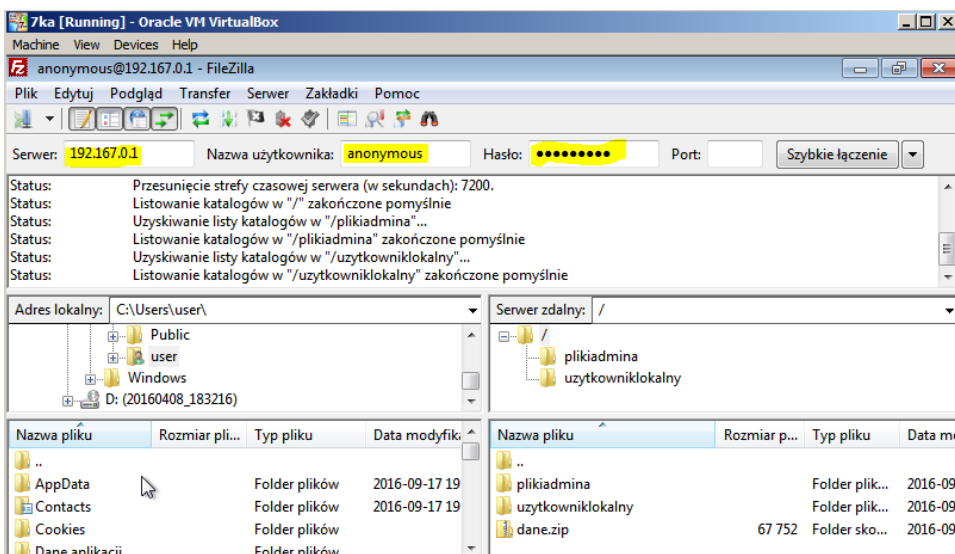 7ka [Running] - Oracle VM VirtualBox
Machine View Devices Help
anonymous@192.167.0.1 - FileZilla
Plik Edytuj Podgląd Transfer Serwer Zakładki Pomoc
Serwer: 192.167.0.1 Nazwa użytkownika: anonymous Hasło: ●●●●●●●●● Port: Szybkie łączenie
Status: Przesunięcie strefy czasowej serwera (w sekundach): 7200.
Status: Listowanie katalogów w "/" zakończone pomyślnie
Status: Uzyskiwanie listy katalogów w "/plikiadmina"...
Status: Listowanie katalogów w "/plikiadmina" zakończone pomyślnie
Status: Uzyskiwanie listy katalogów w "/uzytkowniklokalny"...
Status: Listowanie katalogów w "/uzytkowniklokalny" zakończone pomyślnie
Adres lokalny: C:\Users\user\ Serwer zdalny: /
Public /
user plikiadmina
Windows uzytkowniklokalny
D: (20160408_183216)
Nazwa pliku Rozmiar pli... Typ pliku Data modyfik Nazwa pliku Rozmiar p... Typ pliku Data m
.. ..
AppData Folder plików 2016-09-17 19 plikiadmina Folder plik... 2016-09
Contacts Folder plików 2016-09-17 19 uzytkowniklokalny Folder plik... 2016-09
Cookies Folder plików dane.zip 67 752 Folder sko... 2016-09
Dane aplikacji Folder plików